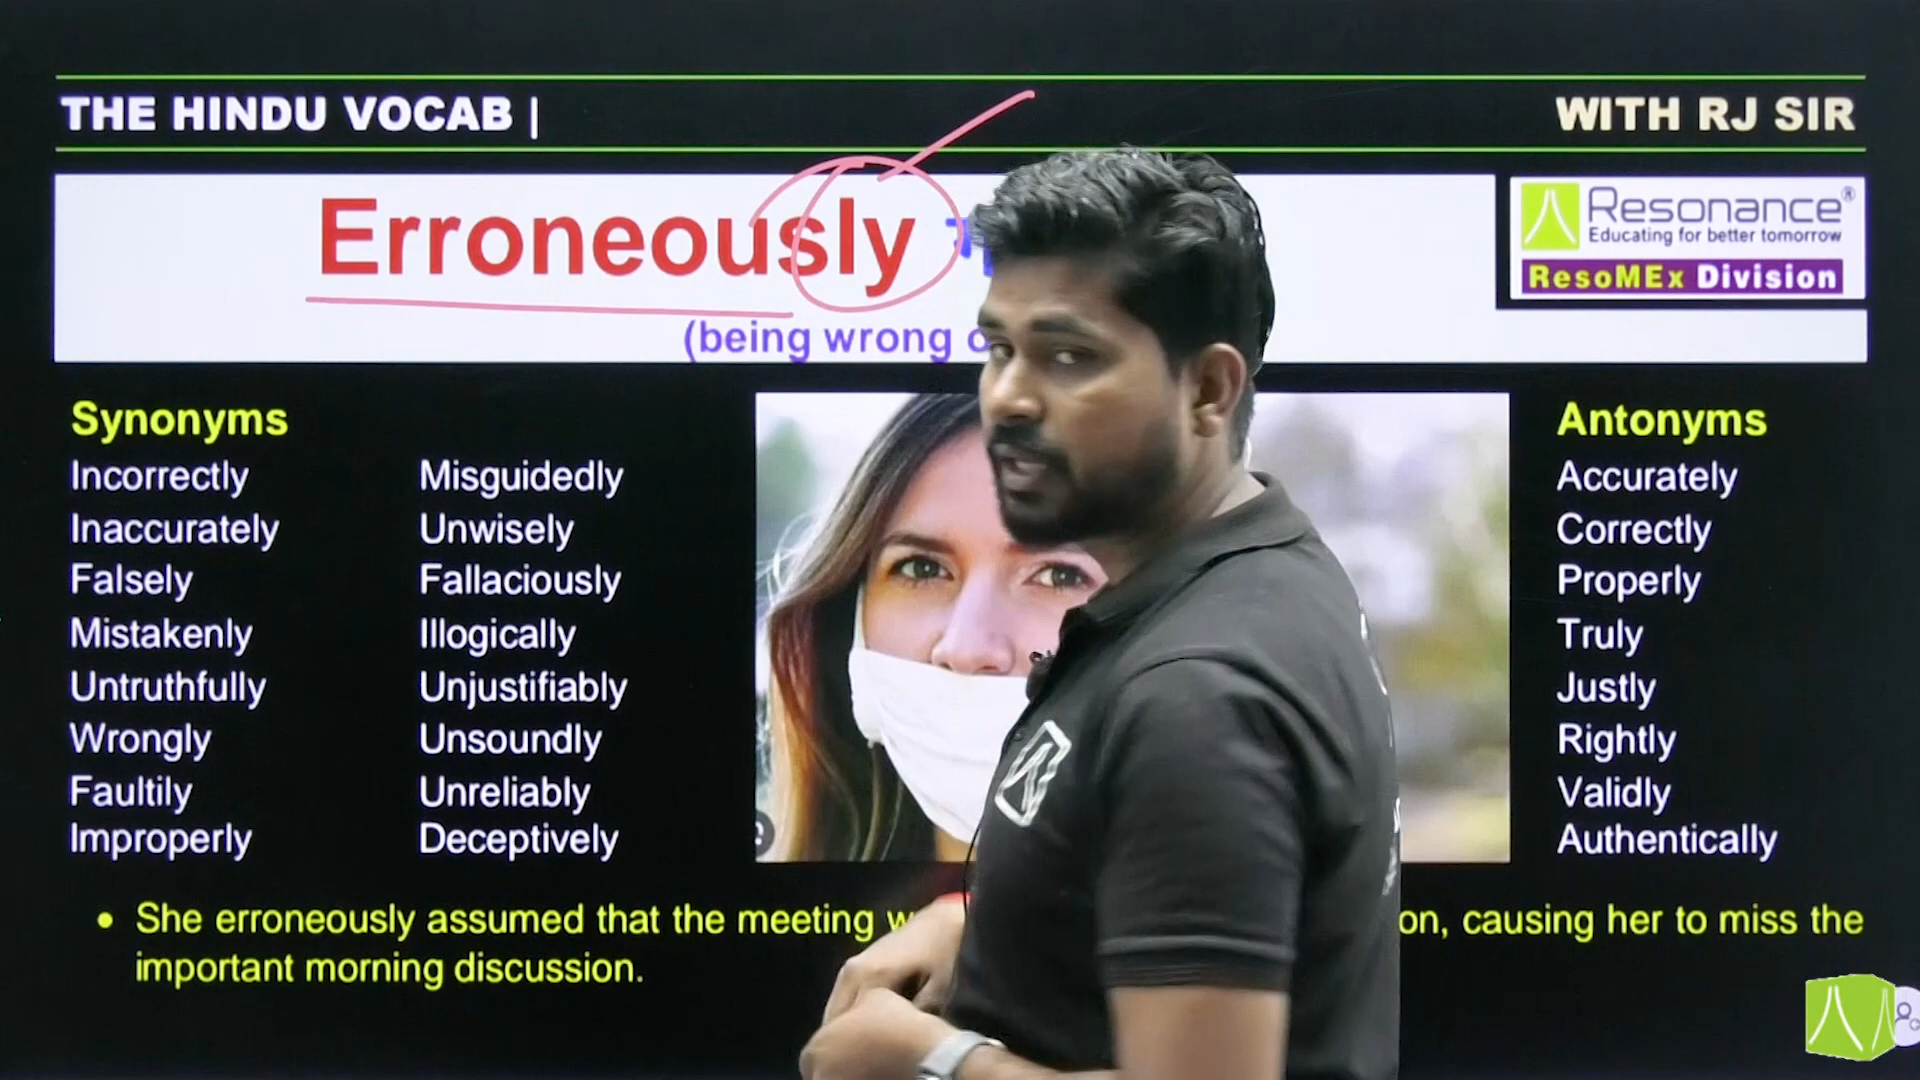 THE HINDU VOCAB |
WITH RJ SIR
Erroneously
(being wrong
Resonance®
Educating for better tomorrow
ResoMEx Division
Synonyms
Incorrectly
Inaccurately
Falsely
Mistakenly
Untruthfully
Wrongly
Faultily
Improperly
Misguidedly
Unwisely
Fallaciously
Illogically
Unjustifiably
Unsoundly
Unreliably
Deceptively
Antonyms
Accurately
Correctly
Properly
Truly
Justly
Rightly
Validly
Authentically
• She erroneously assumed that the meeting on, causing her to miss the
important morning discussion.